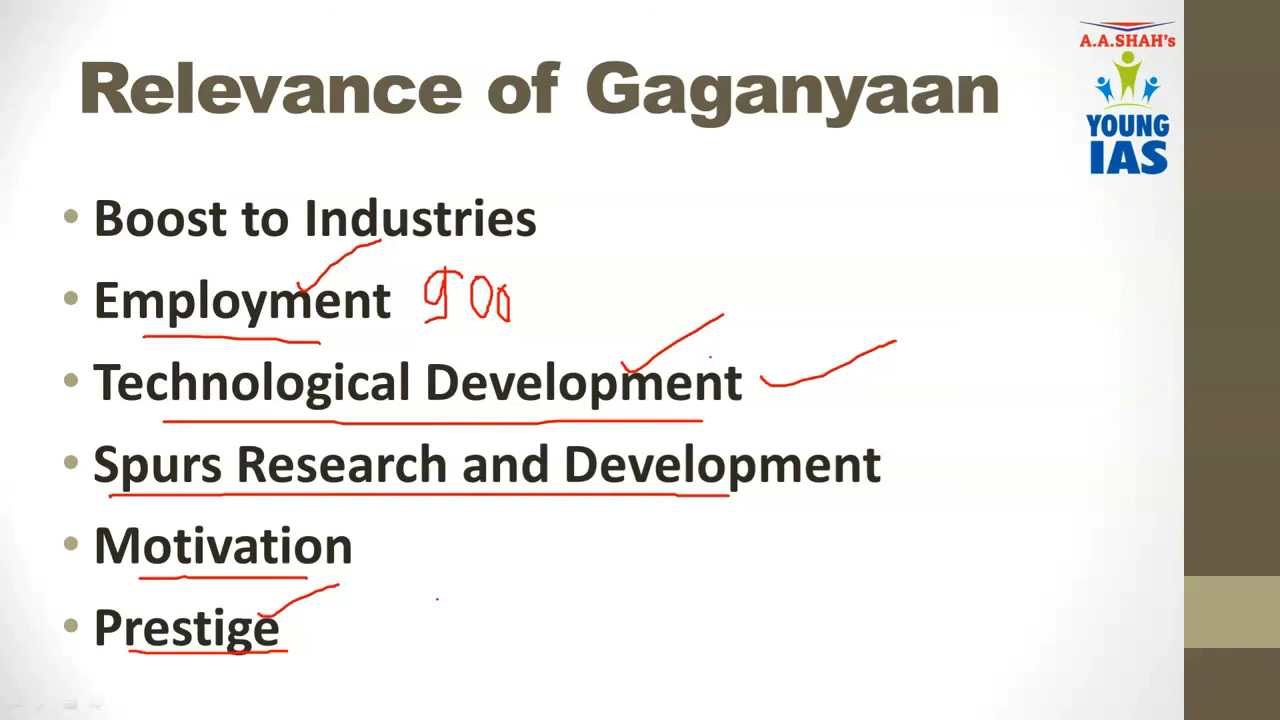 Relevance of Gaganyaan
A.A.SHAH's
YOUNG
IAS
• Boost to Industries
• Employment 900
• Technological Development
• Spurs Research and Development
• Motivation
• Prestige